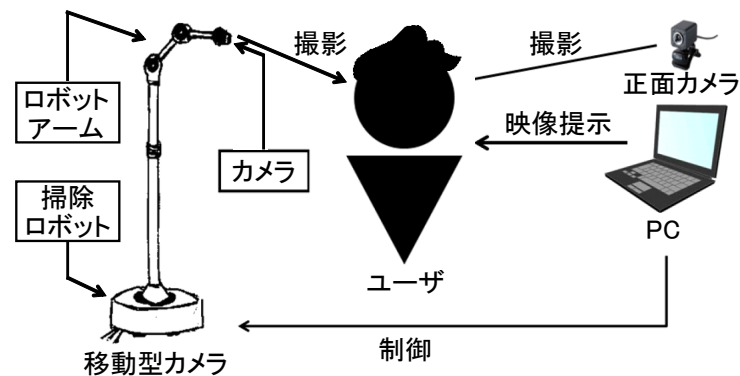 撮影
撮影
正面カメラ
ロボット
アーム
映像提示
カメラ
掃除
ロボット
PC
ユーザ
制御
移動型カメラ